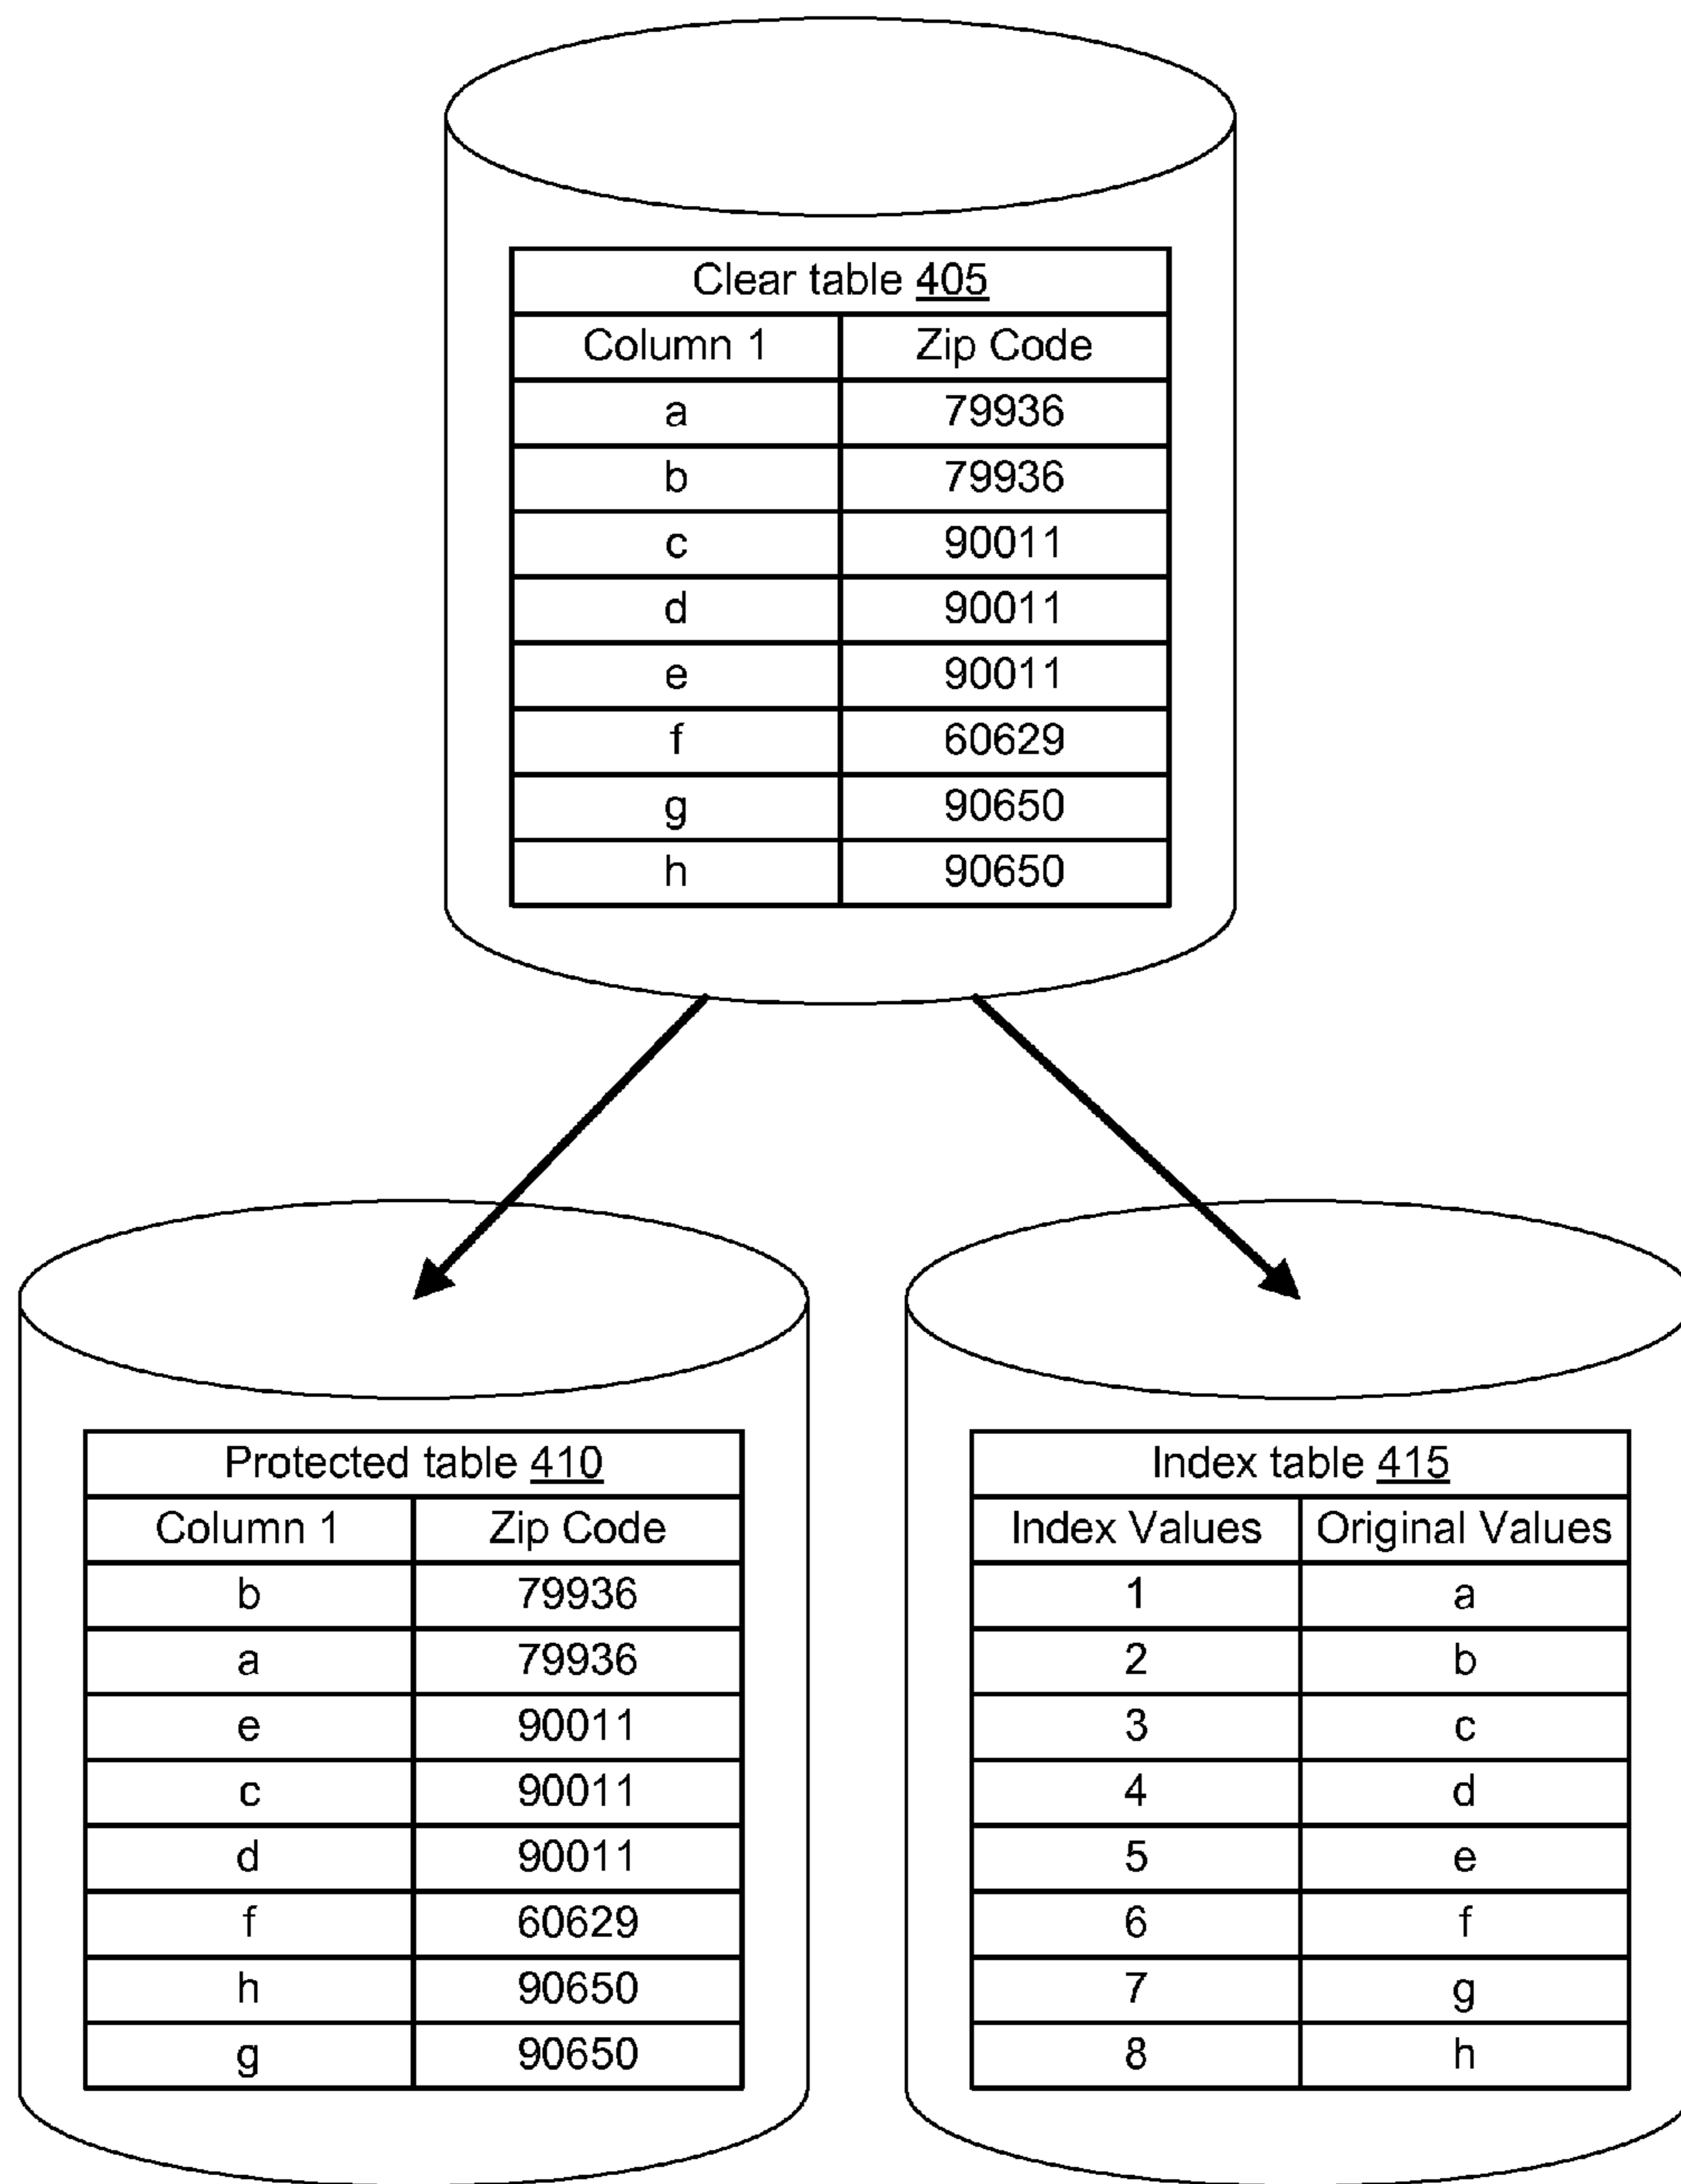 Clear table 405
Column 1 Zip Code
a 79936
b 79936
c 90011
d 90011
e 90011
f 60629
g 90650
h 90650
Protected table 410
Column 1 Zip Code
b 79936
a 79936
e 90011
c 90011
d 90011
f 60629
h 90650
g 90650
Index table 415
Index Values Original Values
1 a
2 b
3 c
4 d
5 e
6 f
7 g
8 h